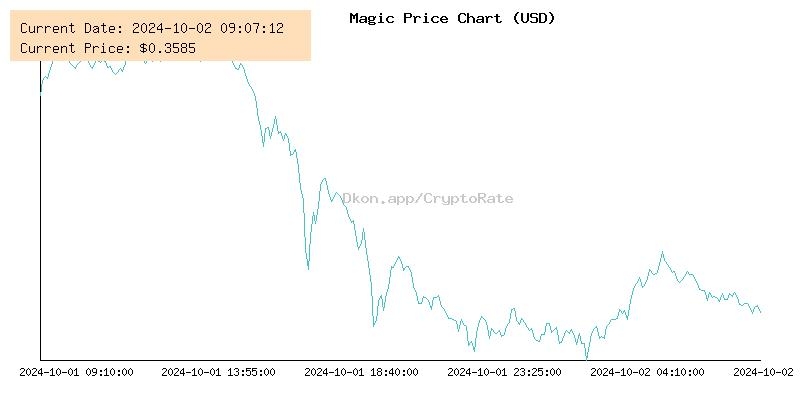 Magic Price Chart (USD)
Current Date: 2024-10-02 09:07:12
Current Price: $0.3585
Dkon.app/CryptoRate
2024-10-01 09:10:00 2024-10-01 13:55:00 2024-10-01 18:40:00 2024-10-01 23:25:00 2024-10-02 04:10:00 2024-10-02